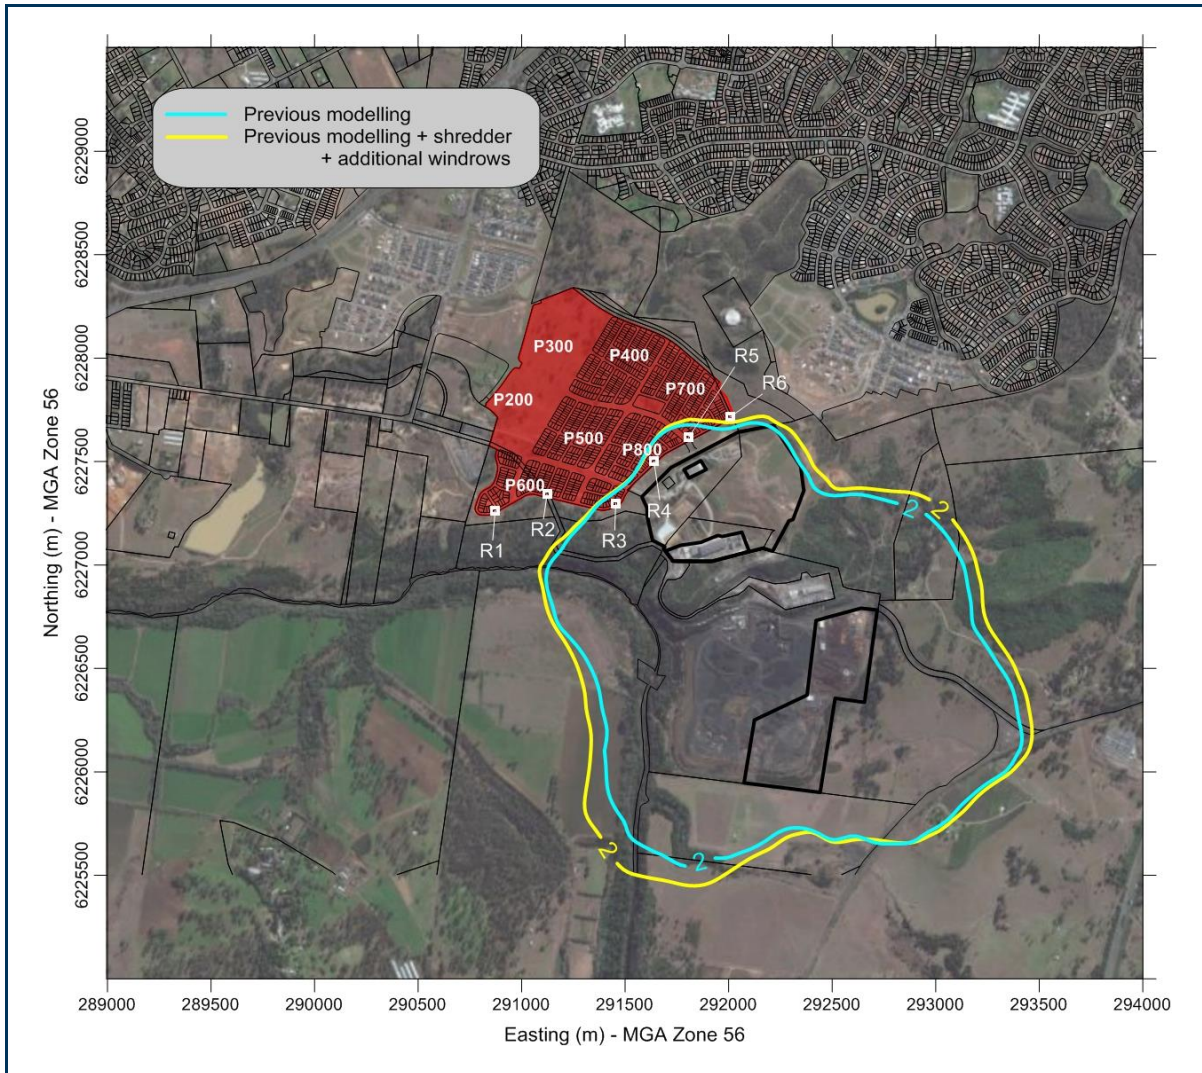 Previous modelling
Previous modelling + shredder
+ additional windrows
6229000
6228500
6228000
6227500
6227000
6226500
6226000
6225500
Northing (m) - MGA Zone 56
P300
P400
R5
R6
P200
P700
P500
P800
P600
R1
R2
R3
R4
2
2
2
2
289000 289500 290000 290500 291000 291500 292000 292500 293000 293500 294000
Easting (m) - MGA Zone 56